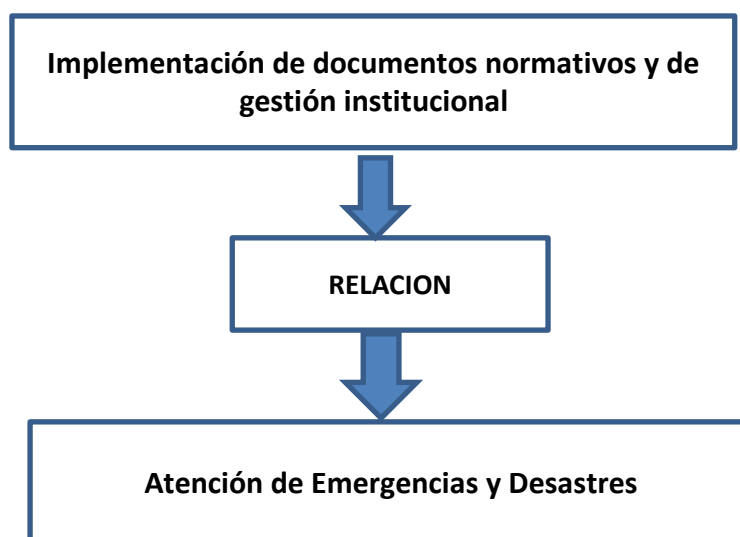 Implementación de documentos normativos y de
gestión institucional
RELACION
Atención de Emergencias y Desastres